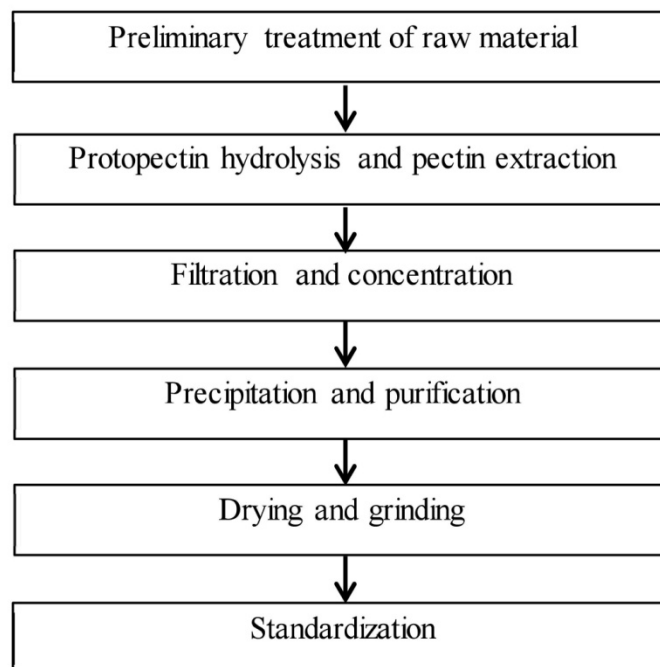 Preliminary treatment of raw material
Protopectin hydrolysis and pectin extraction
Filtration and concentration
Precipitation and purification
Drying and grinding
Standardization